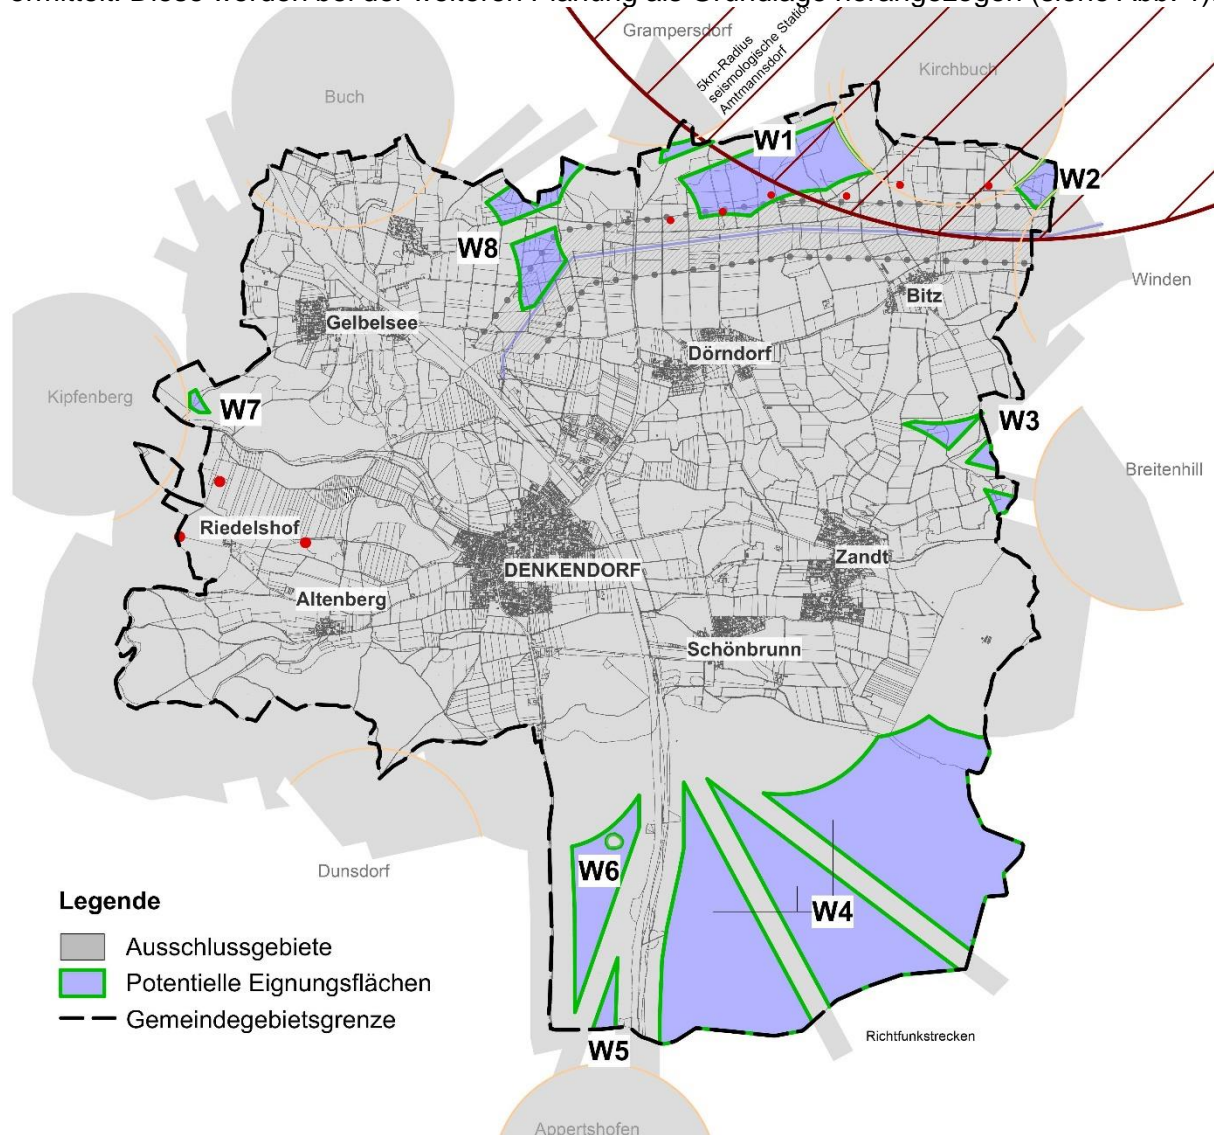 ermittelt. Diese werden bei der weiteren Planung als Grundlage herangezogen (siehe Abb. 1).
Grampersdorf
5km-Radius
seismologische Station
Amtmannsdorf
Kirchbuch
Buch
W1
W2
W8
Winden
Bitz
Gelbelsee
Dörndorf
Kipfenberg
W7
W3
Breitenhill
Riedelshof
Zandt
DENKENDORF
Altenberg
Schönbrunn
W6
Dunsdorf
W4
Legende
Ausschlussgebiete
Potentielle Eignungsflächen
Gemeindegebietsgrenze
Richtfunkstrecken
W5
Appertshofen